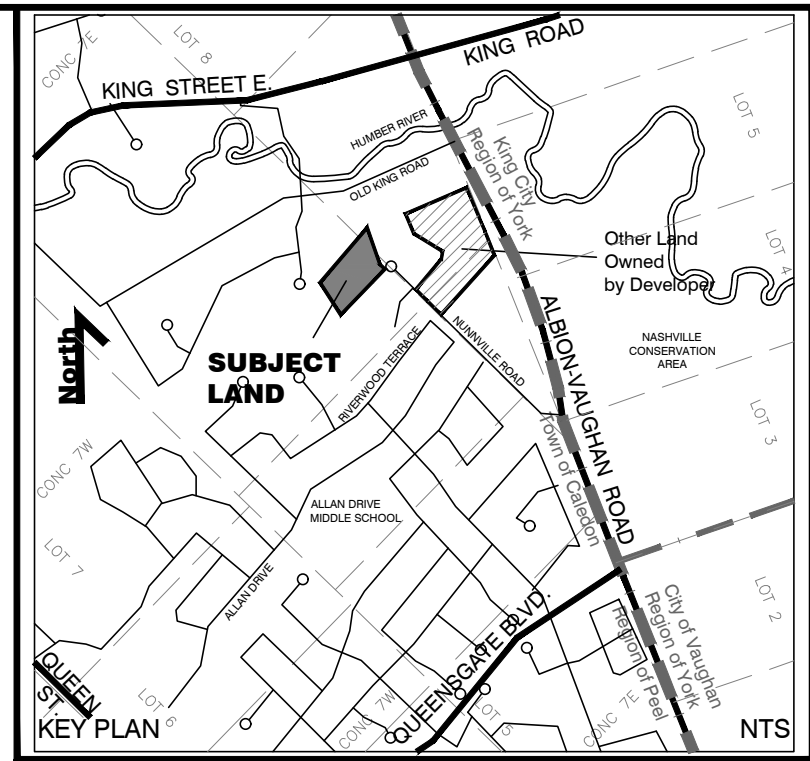 CONC 7E
LOT 8
KING STREET E.
KING ROAD
HUMBER RIVER
OLD KING ROAD
King City
Region of York
LOT 5
Other Land
Owned
by Developer
LOT 4
North
SUBJECT
LAND
RIVERWOOD TERRACE
NUNNVILLE ROAD
ALBION-VAUGHAN ROAD
NASHVILLE
CONSERVATION
AREA
LOT 3
Town of Caledon
CONC 7W
ALLAN DRIVE
MIDDLE SCHOOL
LOT 7
ALLAN DRIVE
LOT 2
City of Vaughan
Region of York
Region of Peel
QUEENSGATE BLVD.
QUEEN
ST.
LOT 6
CONC 7W
LOT 5
CONC 7E
KEY PLAN
NTS